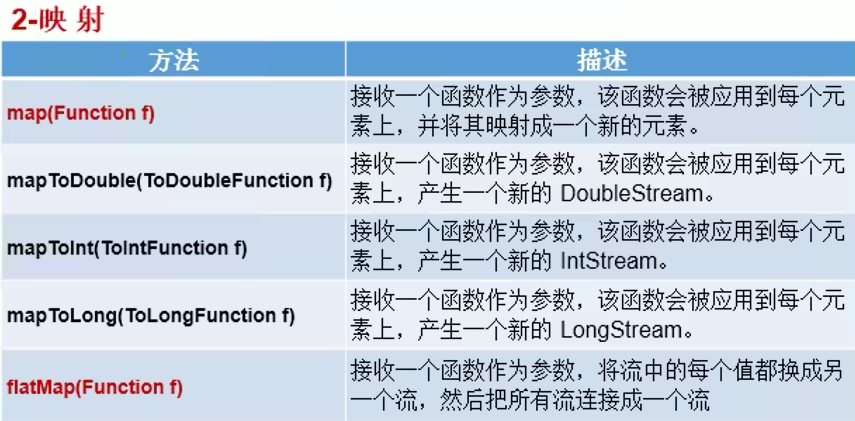 2-映 射
方法 描述
map(Function f)
接收一个函数作为参数，该函数会被应用到每个元
素上，并将其映射成一个新的元素。
mapToDouble(ToDoubleFunction f)
接收一个函数作为参数，该函数会被应用到每个元
素上，产生一个新的 DoubleStream。
mapToInt(ToIntFunction f)
接收一个函数作为参数，该函数会被应用到每个元
素上，产生一个新的 IntStream。
mapToLong(ToLongFunction f)
接收一个函数作为参数，该函数会被应用到每个元
素上，产生一个新的 LongStream。
flatMap(Function f)
接收一个函数作为参数，将流中的每个值都换成另
一个流，然后把所有流连接成一个流